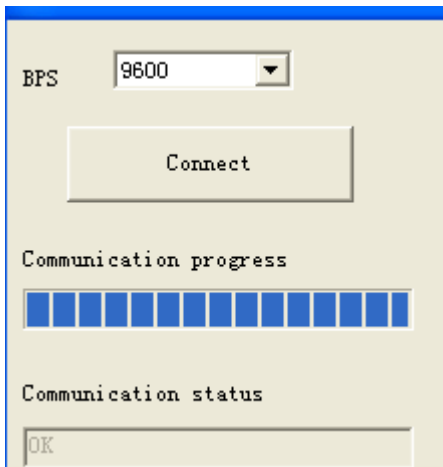 BPS 9600
Connect
Communication progress
Communication status
OK